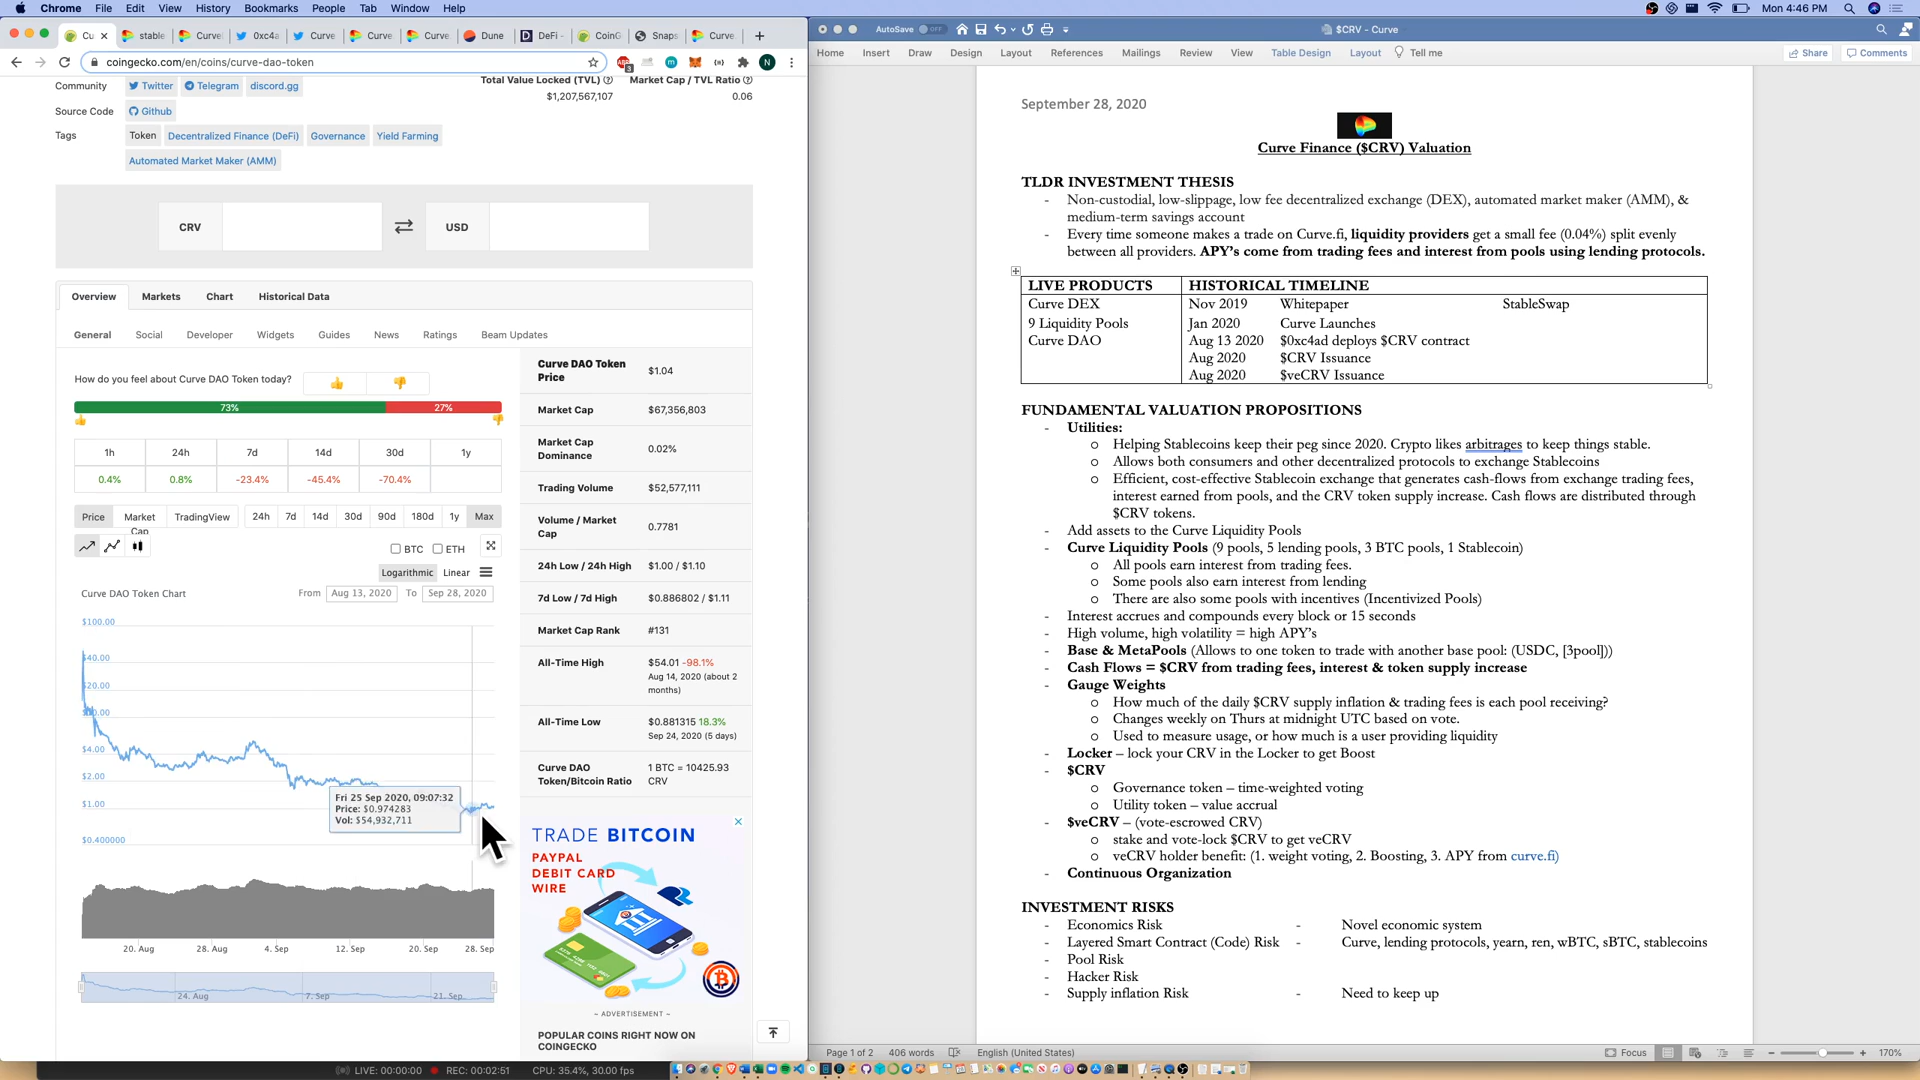 Chrome File Edit View History Bookmarks People Tab Window Help Mon 4:46 PM
Cu stable Curve 0xc4a Curve Curve Curve Dune DeFi - CoinG Snaps Curve
coingecko.com/en/coins/curve-dao-token N
Community Twitter Telegram discord.gg
Source Code Github
Tags Token Decentralized Finance (DeFi) Governance Yield Farming
Automated Market Maker (AMM)
Total Value Locked (TVL) Market Cap / TVL Ratio
$1,207,567,107 0.06
CRV USD
Overview Markets Chart Historical Data
General Social Developer Widgets Guides News Ratings Beam Updates
How do you feel about Curve DAO Token today?
73% 27%
1h 24h 7d 14d 30d 1y
0.4% 0.8% -23.4% -45.4% -70.4%
Price Market Cap TradingView 24h 7d 14d 30d 90d 180d 1y Max
BTC ETH
Logarithmic Linear
Curve DAO Token Chart From Aug 13, 2020 To Sep 28, 2020
$100.00
$40.00
$20.00
$4.00
$2.00
$1.00
$0.400000
Fri 25 Sep 2020, 09:07:32
Price: $0.974283
Vol: $54,932,711
20. Aug 28. Aug 4. Sep 12. Sep 20. Sep 28. Sep
24. Aug 7. Sep 21. Sep
Curve DAO Token Price $1.04
Market Cap $67,356,803
Market Cap Dominance 0.02%
Trading Volume $52,577,111
Volume / Market Cap 0.7781
24h Low / 24h High $1.00 / $1.10
7d Low / 7d High $0.886802 / $1.11
Market Cap Rank #131
All-Time High $54.01 -98.1%
Aug 14, 2020 (about 2 months)
All-Time Low $0.881315 18.3%
Sep 24, 2020 (5 days)
Curve DAO Token/Bitcoin Ratio 1 BTC = 10425.93 CRV
TRADE BITCOIN
PAYPAL
DEBIT CARD
WIRE
~ ADVERTISEMENT ~
POPULAR COINS RIGHT NOW ON COINGECKO
LIVE: 00:00:00 REC: 00:02:51 CPU: 35.4%, 30.00 fps
AutoSave OFF $CRV - Curve
Home Insert Draw Design Layout References Mailings Review View Table Design Layout Tell me Share Comments
September 28, 2020
Curve Finance ($CRV) Valuation
TLDR INVESTMENT THESIS
- Non-custodial, low-slippage, low fee decentralized exchange (DEX), automated market maker (AMM), &
medium-term savings account
- Every time someone makes a trade on Curve.fi, liquidity providers get a small fee (0.04%) split evenly
between all providers. APY's come from trading fees and interest from pools using lending protocols.
LIVE PRODUCTS HISTORICAL TIMELINE
Curve DEX Nov 2019 Whitepaper StableSwap
9 Liquidity Pools Jan 2020 Curve Launches
Curve DAO Aug 13 2020 $0xc4ad deploys $CRV contract
Aug 2020 $CRV Issuance
Aug 2020 $veCRV Issuance
FUNDAMENTAL VALUATION PROPOSITIONS
- Utilities:
o Helping Stablecoins keep their peg since 2020. Crypto likes arbitrages to keep things stable.
o Allows both consumers and other decentralized protocols to exchange Stablecoins
o Efficient, cost-effective Stablecoin exchange that generates cash-flows from exchange trading fees,
interest earned from pools, and the CRV token supply increase. Cash flows are distributed through
$CRV tokens.
- Add assets to the Curve Liquidity Pools
- Curve Liquidity Pools (9 pools, 5 lending pools, 3 BTC pools, 1 Stablecoin)
o All pools earn interest from trading fees.
o Some pools also earn interest from lending
o There are also some pools with incentives (Incentivized Pools)
- Interest accrues and compounds every block or 15 seconds
- High volume, high volatility = high APY's
- Base & MetaPools (Allows to one token to trade with another base pool: (USDC, [3pool]))
- Cash Flows = $CRV from trading fees, interest & token supply increase
- Gauge Weights
o How much of the daily $CRV supply inflation & trading fees is each pool receiving?
o Changes weekly on Thurs at midnight UTC based on vote.
o Used to measure usage, or how much is a user providing liquidity
- Locker – lock your CRV in the Locker to get Boost
- $CRV
o Governance token – time-weighted voting
o Utility token – value accrual
- $veCRV – (vote-escrowed CRV)
o stake and vote-lock $CRV to get veCRV
o veCRV holder benefit: (1. weight voting, 2. Boosting, 3. APY from curve.fi)
- Continuous Organization
INVESTMENT RISKS
- Economics Risk - Novel economic system
- Layered Smart Contract (Code) Risk - Curve, lending protocols, yearn, ren, wBTC, sBTC, stablecoins
- Pool Risk
- Hacker Risk
- Supply inflation Risk - Need to keep up
Page 1 of 2 406 words English (United States) Focus 170%